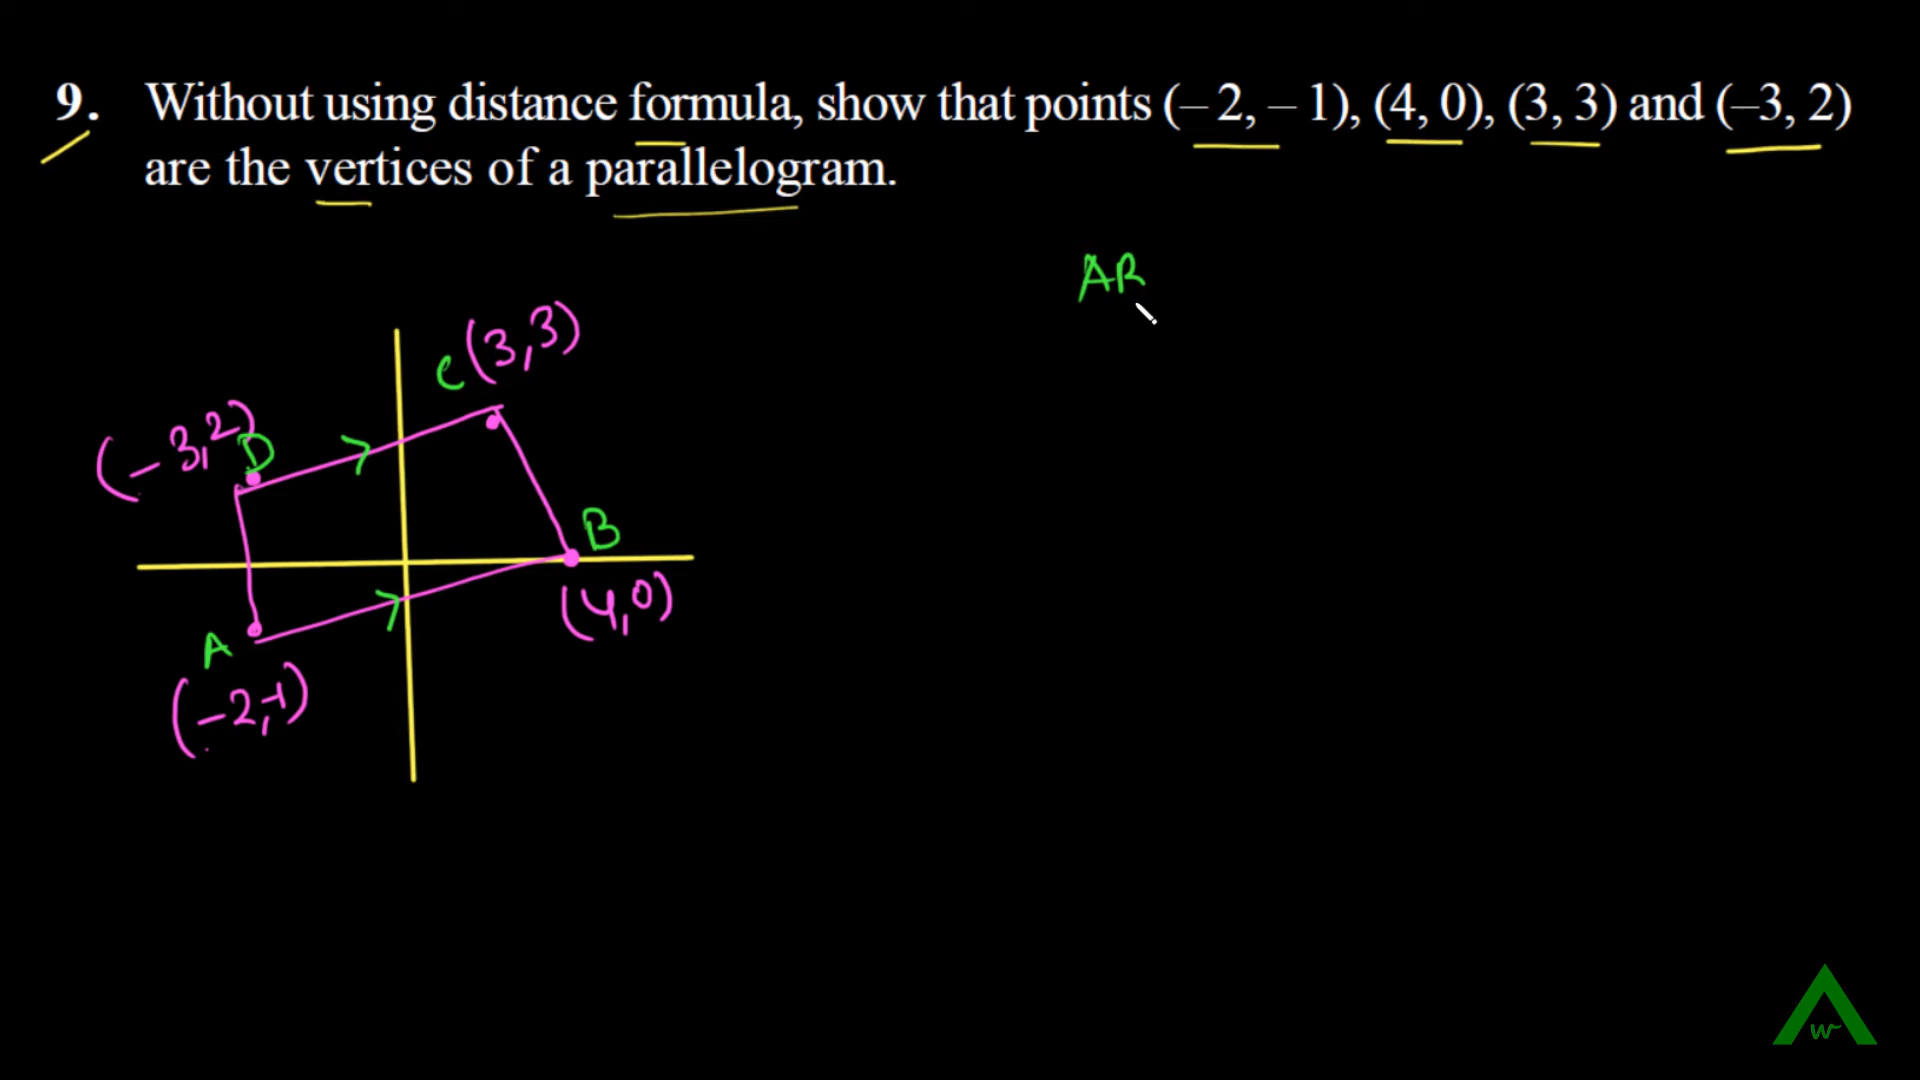 9. Without using distance formula, show that points (– 2, – 1), (4, 0), (3, 3) and (–3, 2)
are the vertices of a parallelogram.
AB
C (3,3)
(-3,2)
D
B
(4,0)
A
(-2,-1)
w